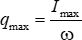 q_max = I_max / ω